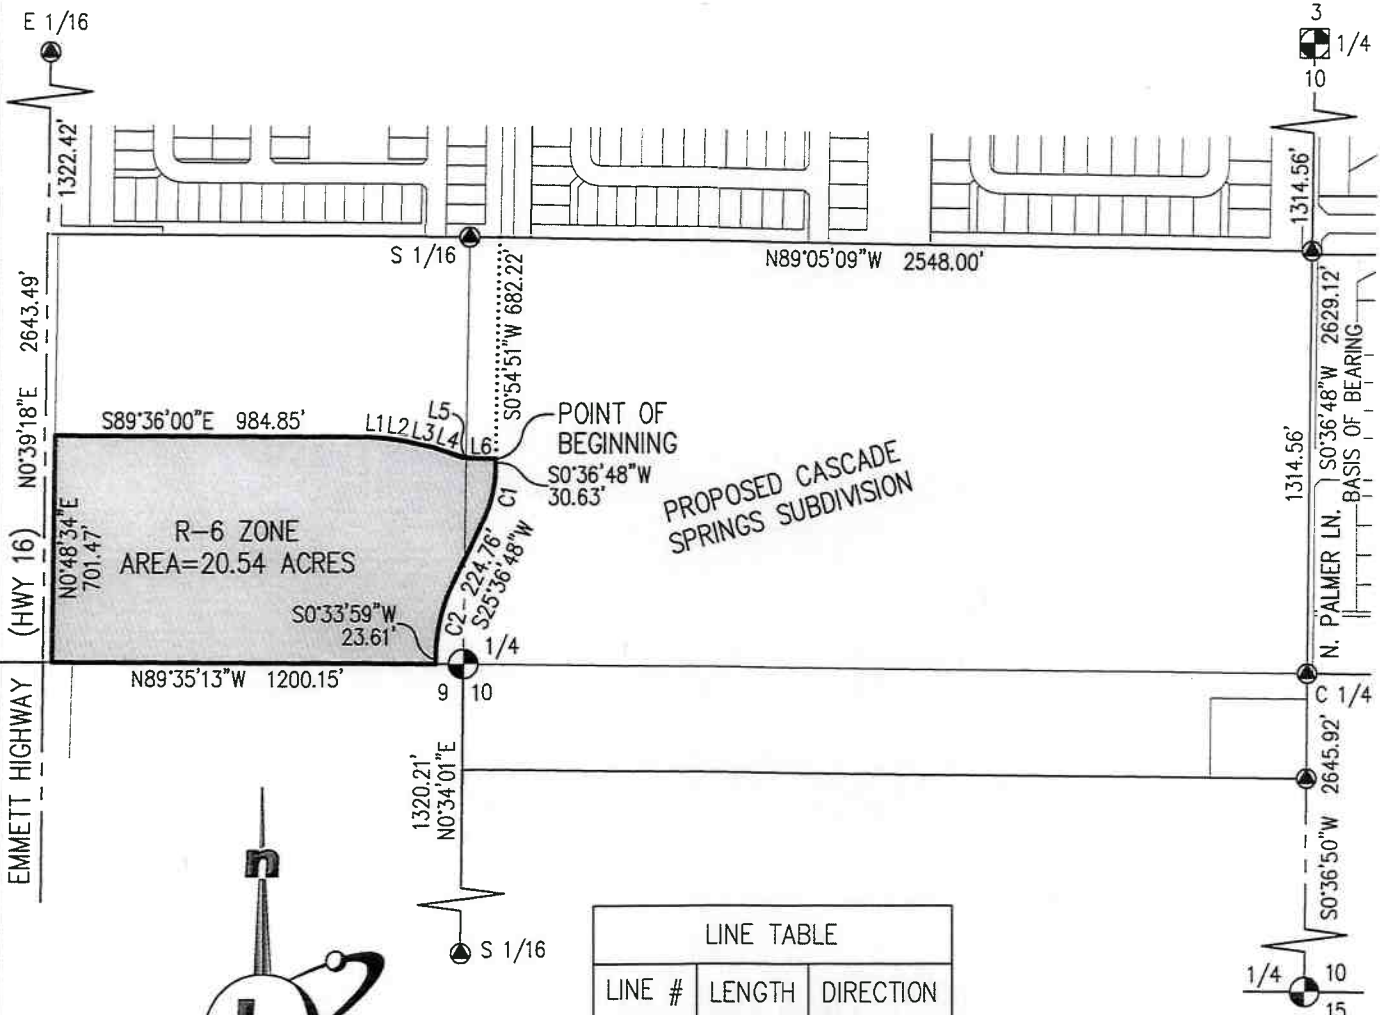 E 1/16
3
1/4
10
1322.42'
1314.56'
S 1/16
N89°05'09"W 2548.00'
N0°39'18"E 2643.49'
S0°54'51"W 682.22'
S0°36'48"W 2629.12'
BASIS OF BEARING
S89°36'00"E 984.85'
L1 L2 L3 L4
L5
L6
POINT OF
BEGINNING
S0°36'48"W
30.63'
C1
PROPOSED CASCADE
SPRINGS SUBDIVISION
1314.56'
N0°48'34"E
701.47'
R-6 ZONE
AREA=20.54 ACRES
C2
224.76'
S25°36'48"W
S0°33'59"W
23.61'
N. PALMER LN.
EMMETT HIGHWAY (HWY 16)
N89°35'13"W 1200.15'
1/4
9 10
C 1/4
1320.21'
N0°34'01"E
S0°36'50"W 2645.92'
n
S 1/16
LINE TABLE
LINE # LENGTH DIRECTION
1/4 10
15